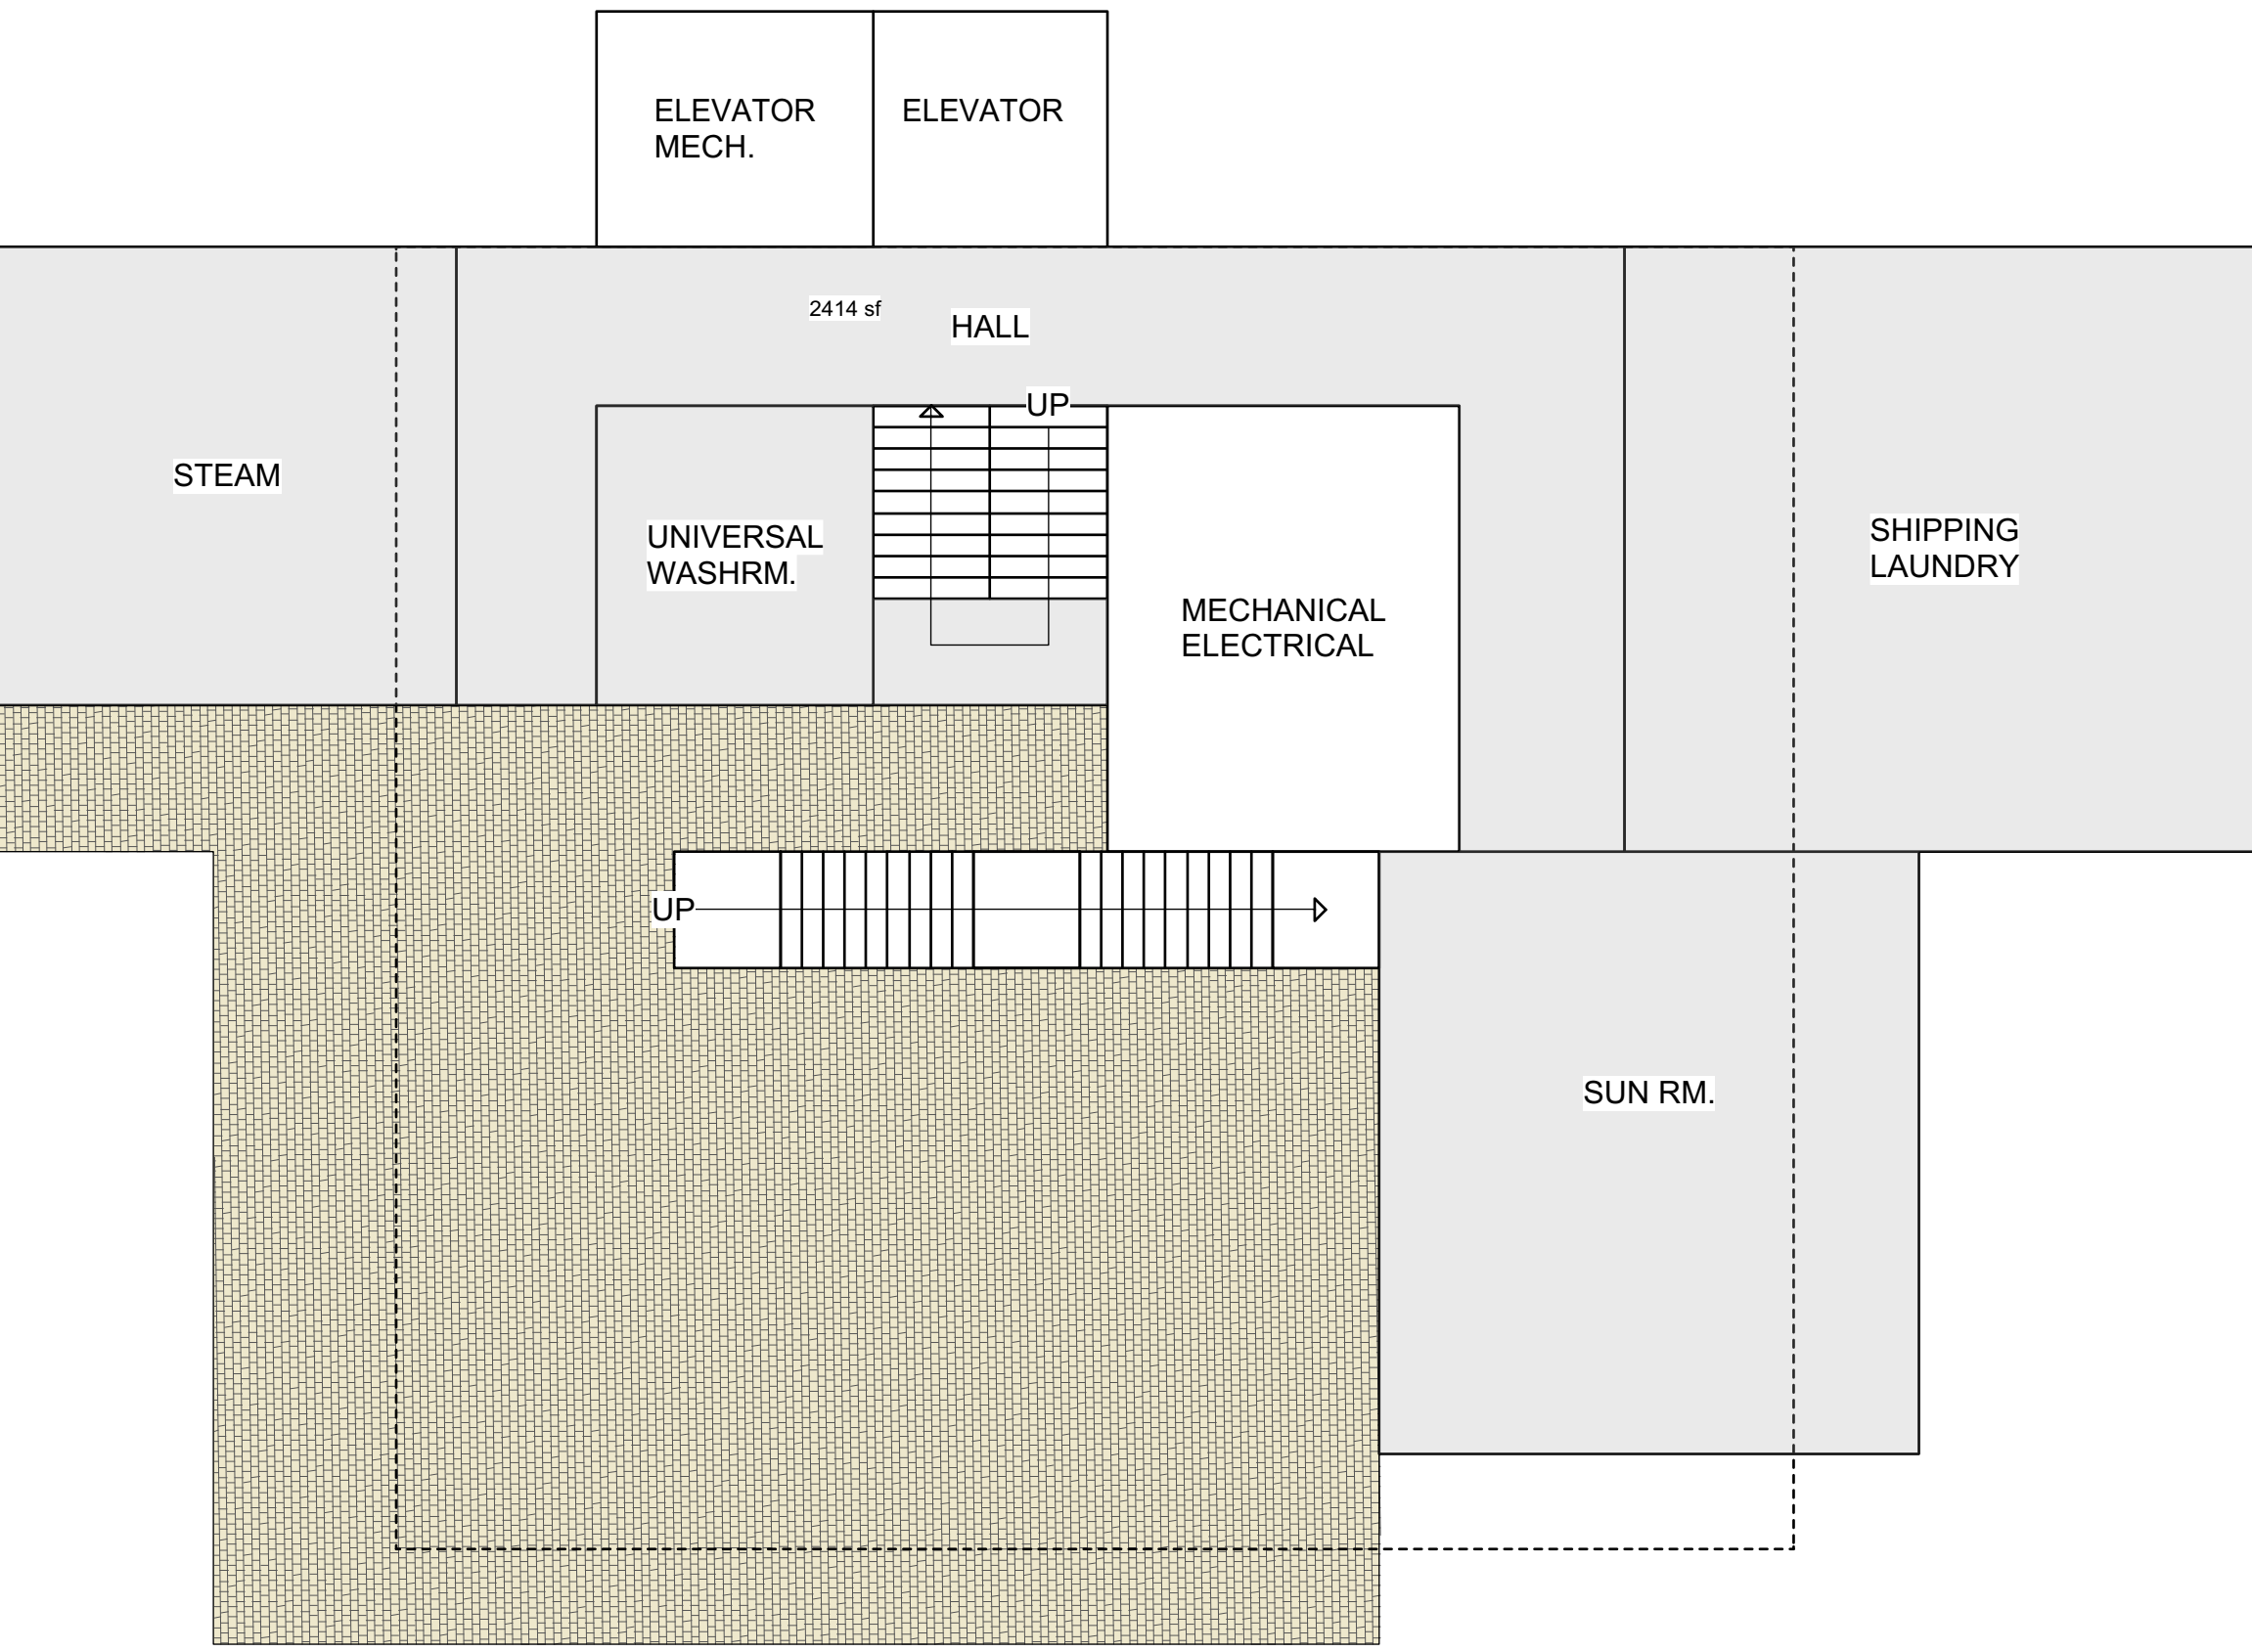 ELEVATOR
MECH.
ELEVATOR
2414 sf
HALL
UP
STEAM
UNIVERSAL
WASHRM.
SHIPPING
LAUNDRY
MECHANICAL
ELECTRICAL
UP
SUN RM.